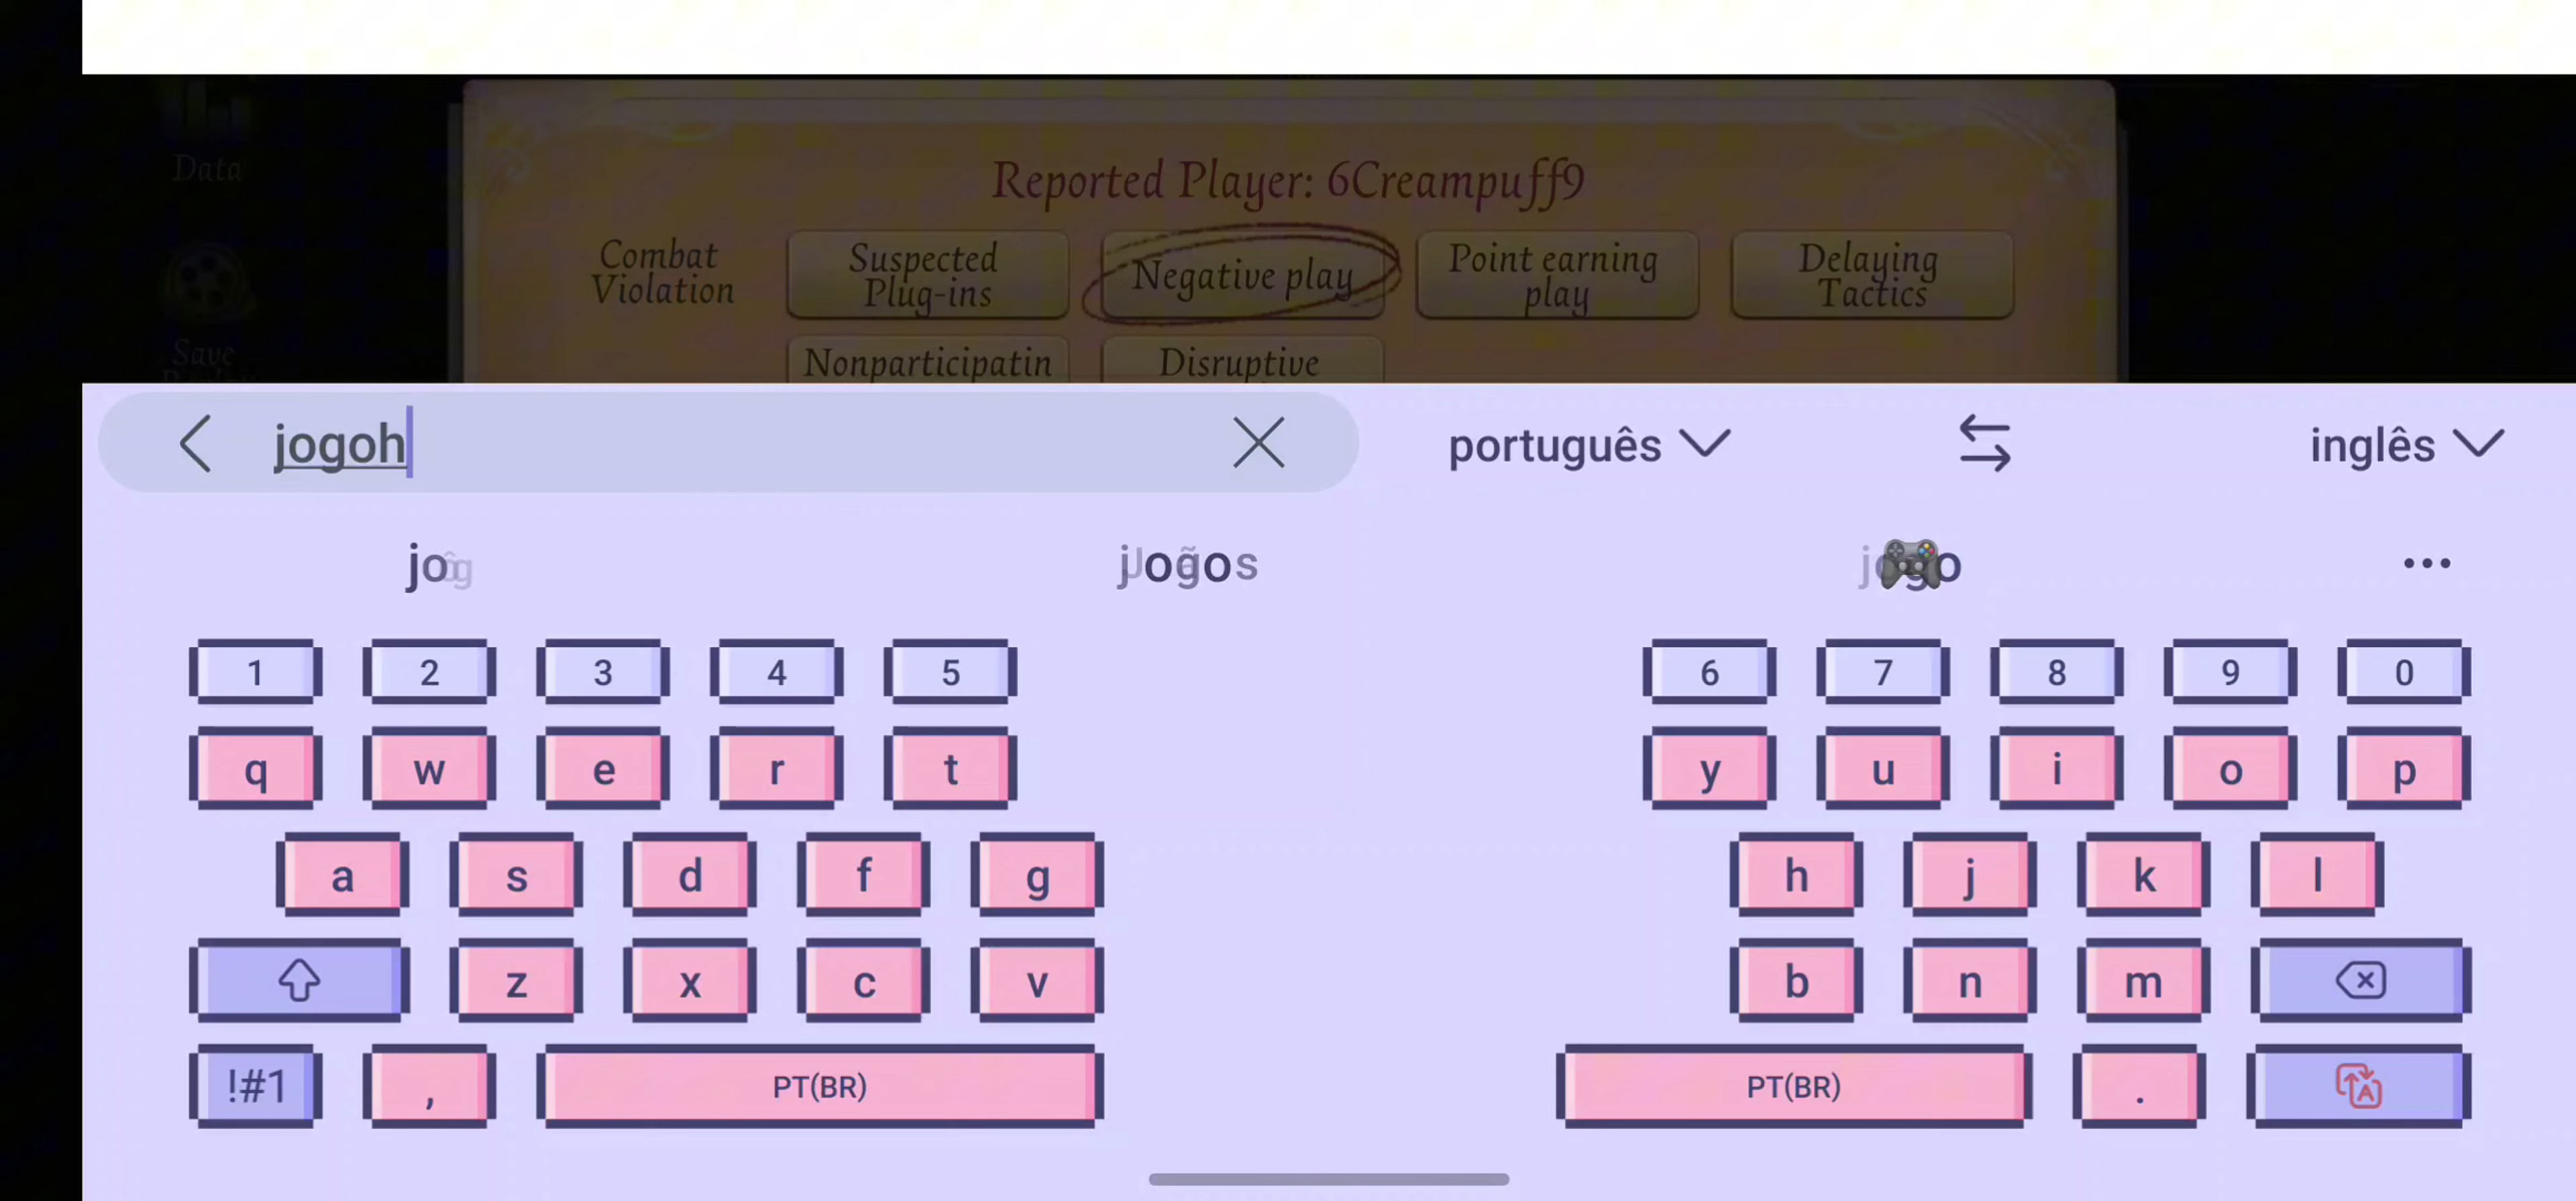 Data
Save
Reported Player: 6Creampuff9
Combat
Violation
Suspected
Plug-ins
Negative play
Point earning
play
Delaying
Tactics
Nonparticipatin
Disruptive
jogoh
português
inglês
1 2 3 4 5 6 7 8 9 0
q w e r t y u i o p
a s d f g h j k l
z x c v b n m
!#1 , PT(BR) PT(BR) .